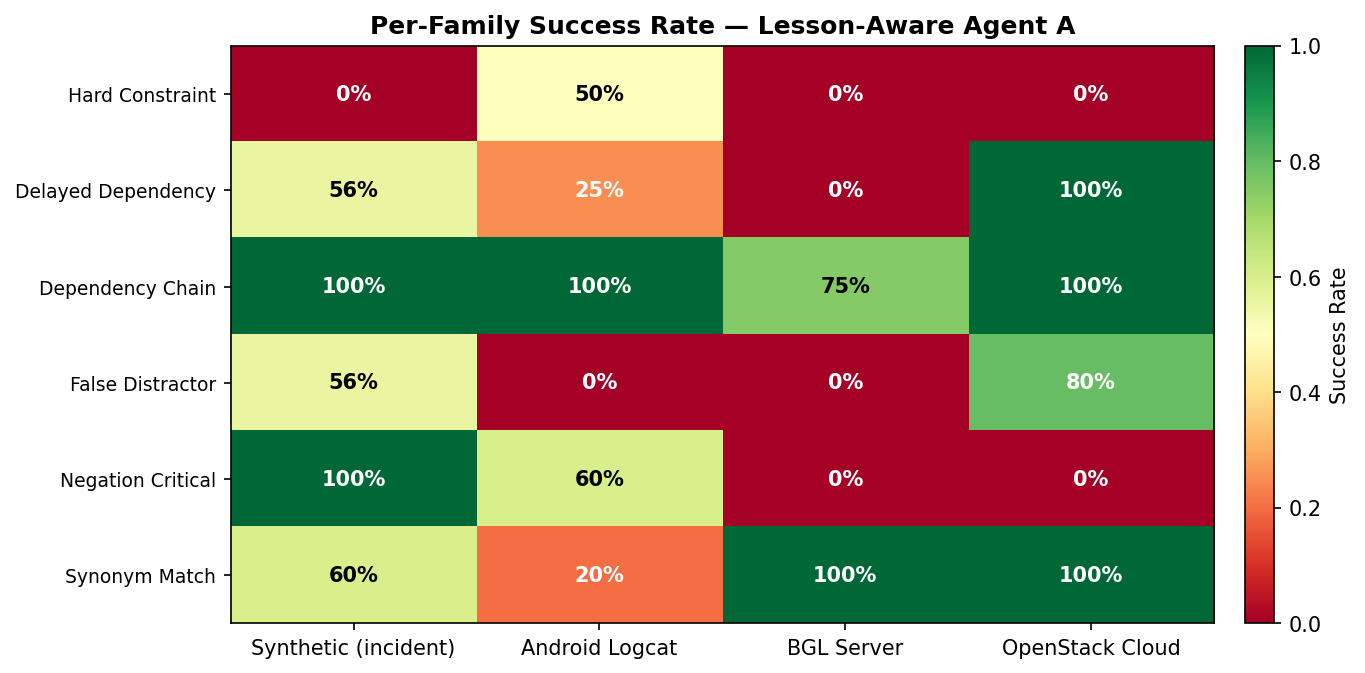 Per-Family Success Rate — Lesson-Aware Agent A
Hard Constraint 0% 50% 0% 0%
Delayed Dependency 56% 25% 0% 100%
Dependency Chain 100% 100% 75% 100%
False Distractor 56% 0% 0% 80%
Negation Critical 100% 60% 0% 0%
Synonym Match 60% 20% 100% 100%
Synthetic (incident) Android Logcat BGL Server OpenStack Cloud
1.0
0.8
0.6
0.4
0.2
0.0
Success Rate